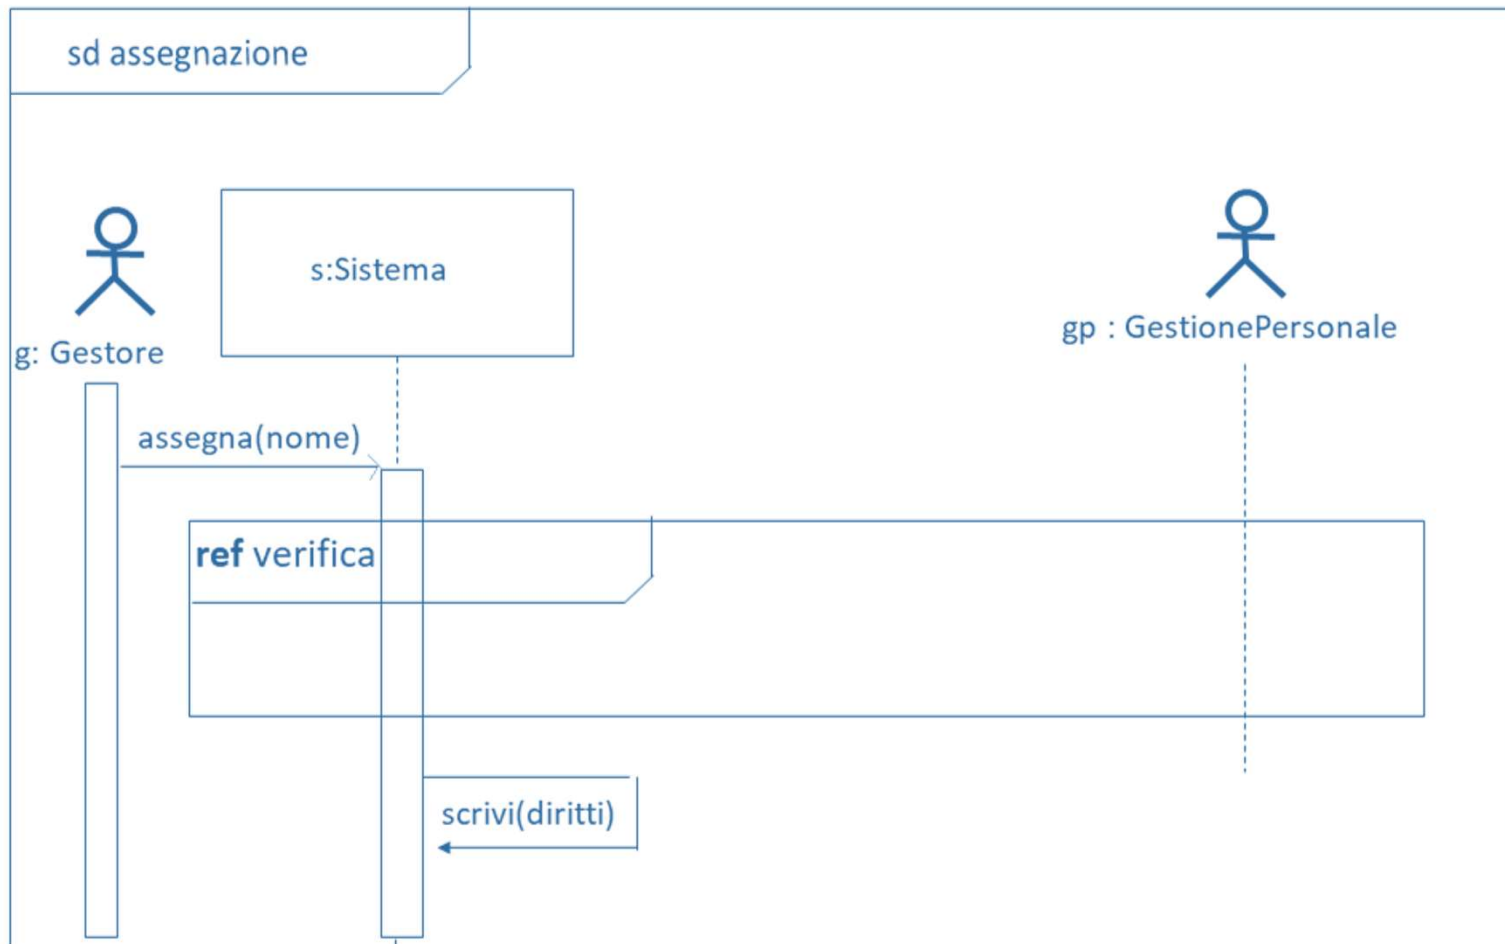 sd assegnazione
s:Sistema
g: Gestore
gp : GestionePersonale
assegna(nome)
ref verifica
scrivi(diritti)